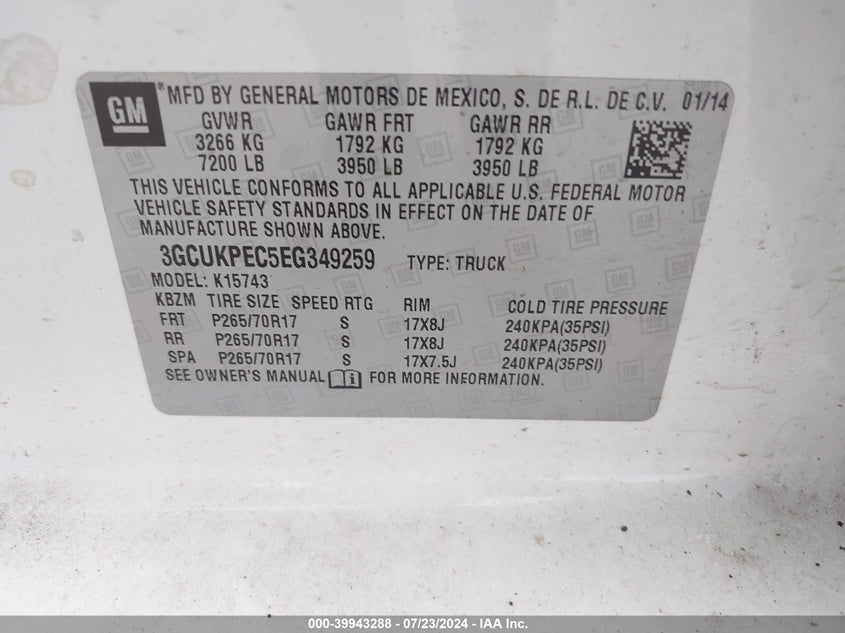 GM ® MFD BY GENERAL MOTORS DE MEXICO, S. DE R.L. DE C.V. 01/14
GVWR GAWR FRT GAWR RR
3266 KG 1792 KG 1792 KG
7200 LB 3950 LB 3950 LB
THIS VEHICLE CONFORMS TO ALL APPLICABLE U.S. FEDERAL MOTOR
VEHICLE SAFETY STANDARDS IN EFFECT ON THE DATE OF
MANUFACTURE SHOWN ABOVE.
3GCUKPEC5EG349259 TYPE: TRUCK
MODEL: K15743
KBZM TIRE SIZE SPEED RTG RIM COLD TIRE PRESSURE
FRT P265/70R17 S 17X8J 240KPA(35PSI)
RR P265/70R17 S 17X8J 240KPA(35PSI)
SPA P265/70R17 S 17X7.5J 240KPA(35PSI)
SEE OWNER'S MANUAL FOR MORE INFORMATION.
000-39943288 - 07/23/2024 - IAA Inc.